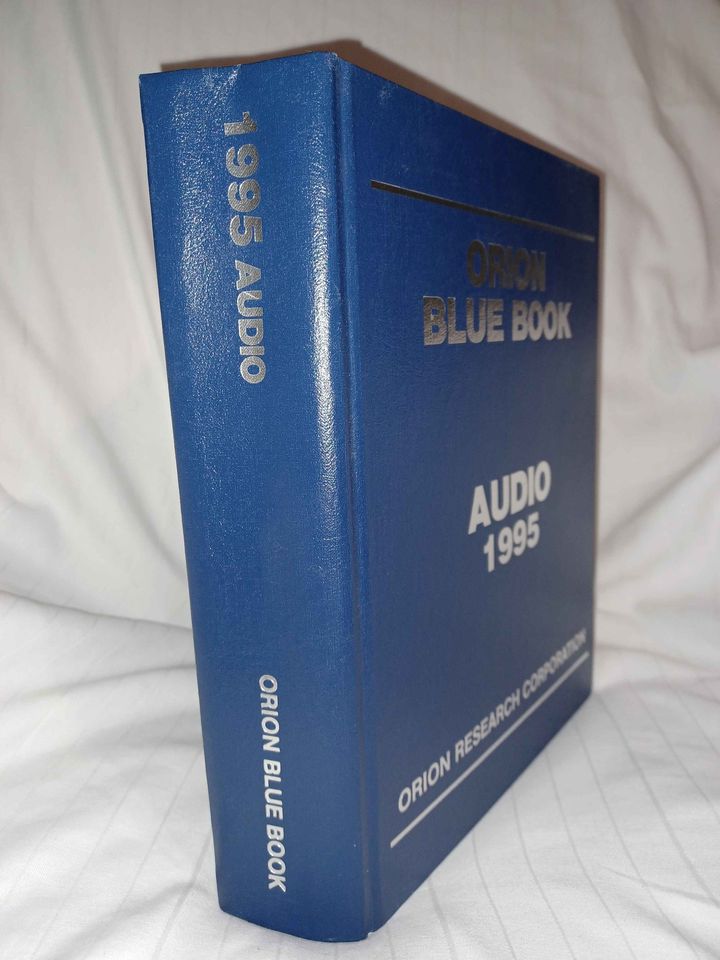 1995 AUDIO
ORION BLUE BOOK
ORION
BLUE BOOK
AUDIO
1995
ORION RESEARCH CORPORATION